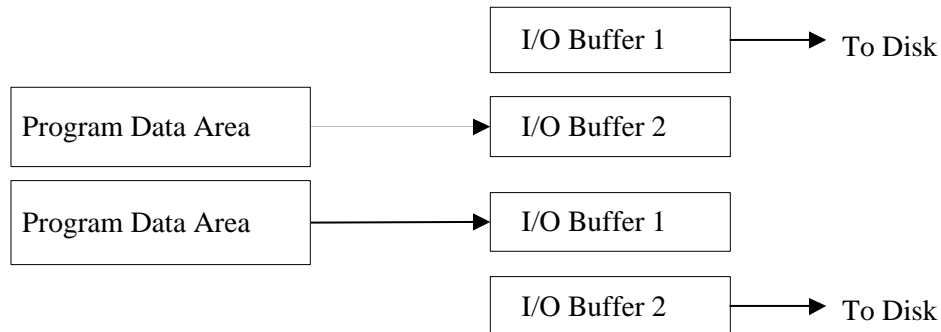 I/O Buffer 1
To Disk
Program Data Area
I/O Buffer 2
Program Data Area
I/O Buffer 1
I/O Buffer 2
To Disk